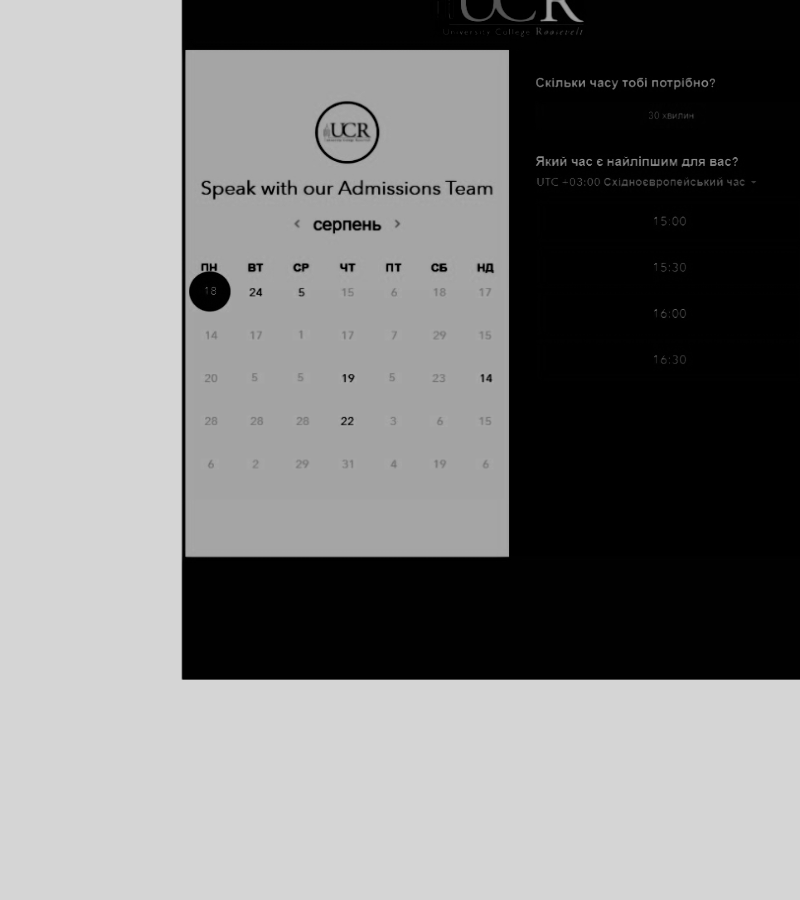 UCR
University College Roosevelt
UCR
Speak with our Admissions Team
‹ серпень ›
ПН ВТ СР ЧТ ПТ СБ НД
18 24 5 15 6 18 17
14 17 1 17 7 29 15
20 5 5 19 5 23 14
28 28 28 22 3 6 15
6 2 29 31 4 19 6
Скільки часу тобі потрібно?
30 хвилин
Який час є найліпшим для вас?
UTC +03:00 Східноєвропейський час
15:00
15:30
16:00
16:30